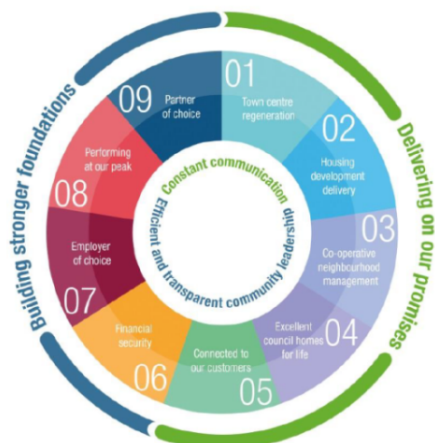 Building stronger foundations
Delivering on our promises
Constant communication
Efficient and transparent community leadership
01
Town centre
regeneration
02
Housing
development
delivery
03
Co-operative
neighbourhood
management
04
Excellent
council homes
for life
05
Connected to
our customers
06
Financial
security
07
Employer
of choice
08
Performing
at our peak
09
Partner
of choice